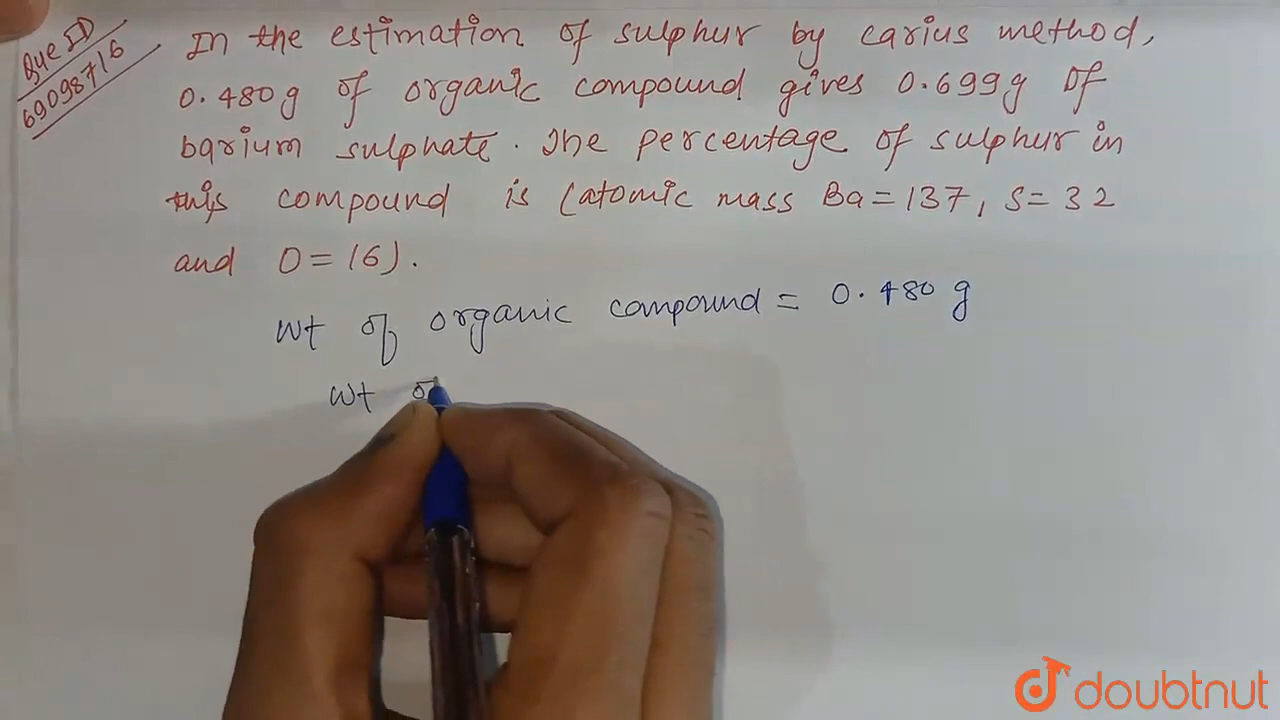 Que ID
69098716
In the estimation of sulphur by carius method,
0.480g of organic compound gives 0.699g of
barium sulphate. The percentage of sulphur in
this compound is (atomic mass Ba=137, S=32
and O=16).
Wt of organic compound = 0.480 g
Wt o
doubtnut